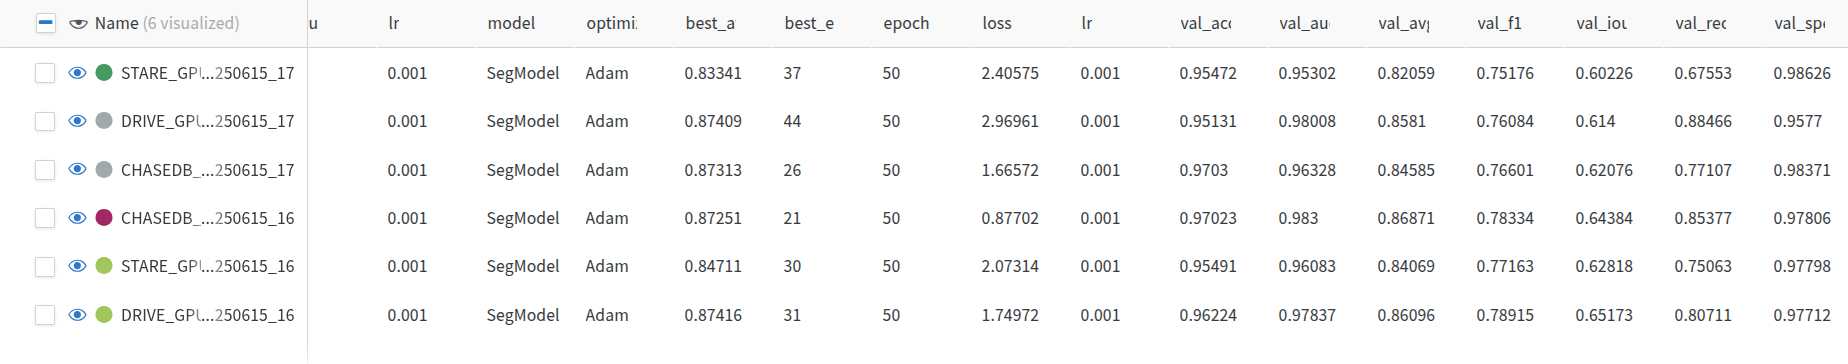 Name (6 visualized) u lr model optimi best_a best_e epoch loss lr val_acc val_au val_avg val_f1 val_iou val_rec val_spe
STARE_GPU...250615_17 0.001 SegModel Adam 0.83341 37 50 2.40575 0.001 0.95472 0.95302 0.82059 0.75176 0.60226 0.67553 0.98626
DRIVE_GPU...250615_17 0.001 SegModel Adam 0.87409 44 50 2.96961 0.001 0.95131 0.98008 0.8581 0.76084 0.614 0.88466 0.9577
CHASEDB_...250615_17 0.001 SegModel Adam 0.87313 26 50 1.66572 0.001 0.9703 0.96328 0.84585 0.76601 0.62076 0.77107 0.98371
CHASEDB_...250615_16 0.001 SegModel Adam 0.87251 21 50 0.87702 0.001 0.97023 0.983 0.86871 0.78334 0.64384 0.85377 0.97806
STARE_GPU...250615_16 0.001 SegModel Adam 0.84711 30 50 2.07314 0.001 0.95491 0.96083 0.84069 0.77163 0.62818 0.75063 0.97798
DRIVE_GPU...250615_16 0.001 SegModel Adam 0.87416 31 50 1.74972 0.001 0.96224 0.97837 0.86096 0.78915 0.65173 0.80711 0.97712